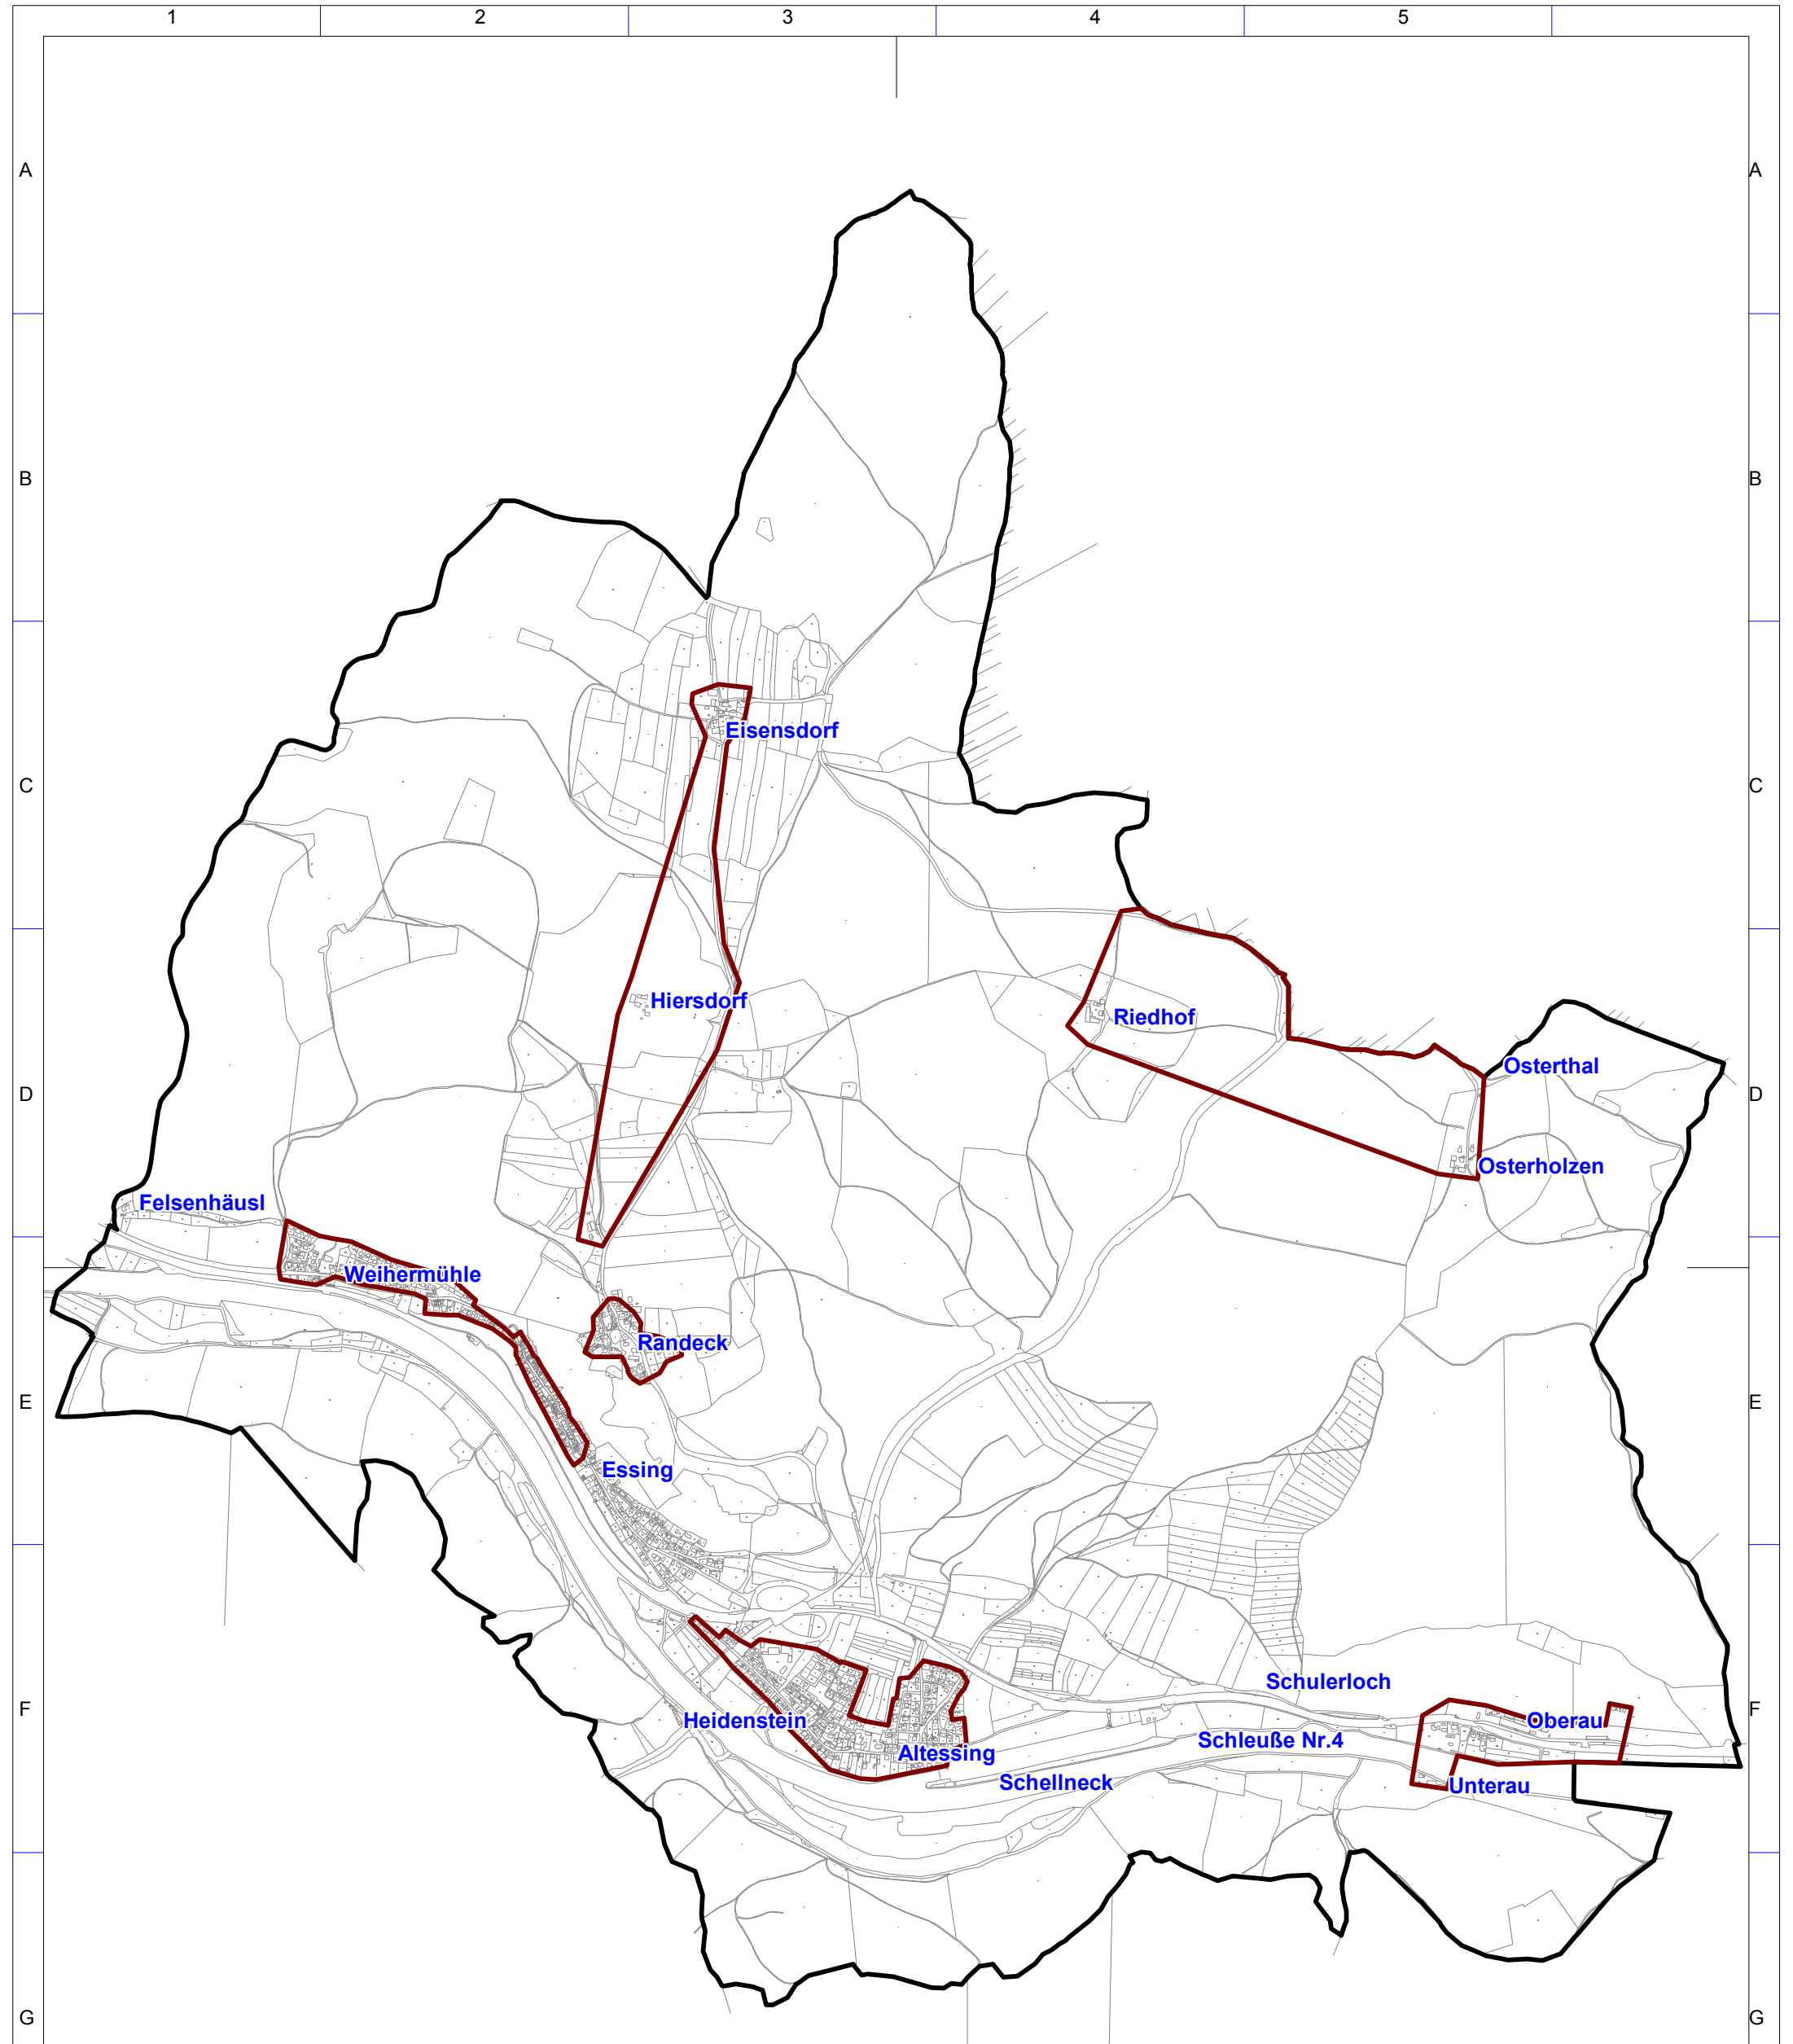 1 2 3 4 5
A A
B B
Eisensdorf
C C
Hiersdorf
Riedhof
Osterthal
D D
Osterholzen
Felsenhäusl
Weihermühle
Randeck
E E
Essing
Schulerloch
F F
Heidenstein
Oberau
Schleuße Nr.4
Altessing
Schellneck
Unterau
G G